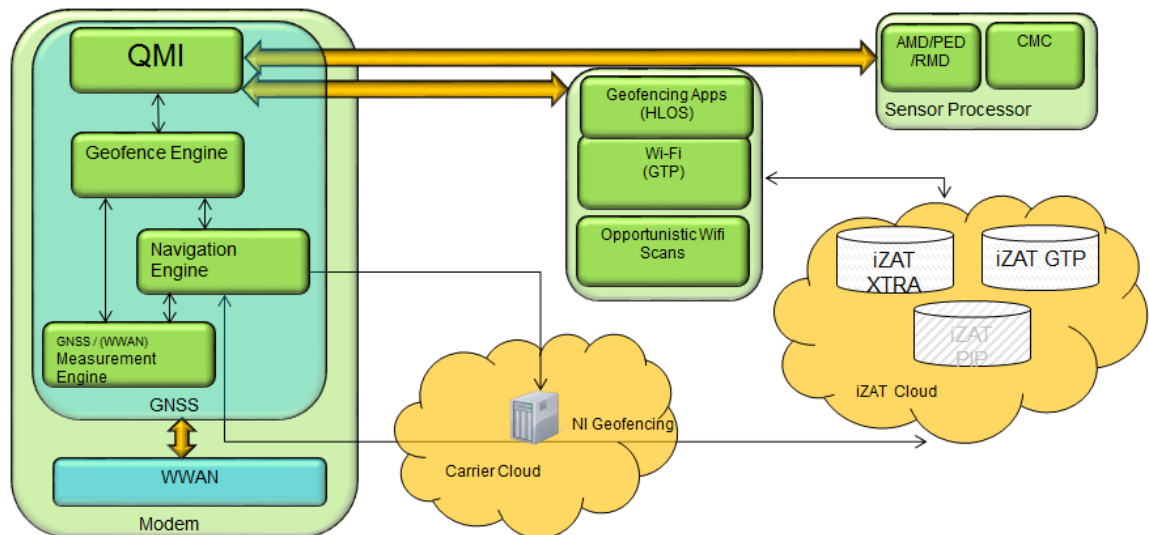 QMI
Geofence Engine
Navigation
Engine
GNSS / (WWAN)
Measurement
Engine
GNSS
WWAN
Modem
Geofencing Apps
(HLOS)
Wi-Fi
(GTP)
Opportunistic Wifi
Scans
AMD/PED
/RMD
CMC
Sensor Processor
iZAT
XTRA
iZAT GTP
iZAT
PIP
iZAT Cloud
NI Geofencing
Carrier Cloud